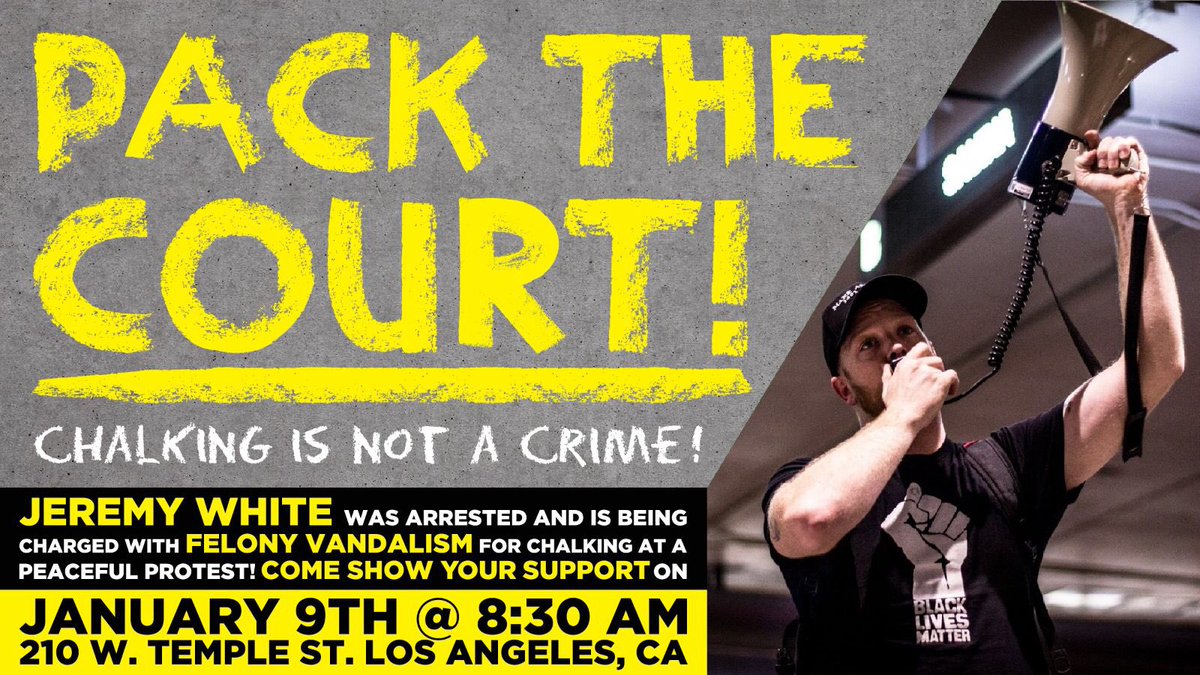 PACK THE
COURT!
CHALKING IS NOT A CRIME!
JEREMY WHITE WAS ARRESTED AND IS BEING
CHARGED WITH FELONY VANDALISM FOR CHALKING AT A
PEACEFUL PROTEST! COME SHOW YOUR SUPPORT ON
JANUARY 9TH @ 8:30 AM
210 W. TEMPLE ST. LOS ANGELES, CA
BLACK
LIVES
MATTER